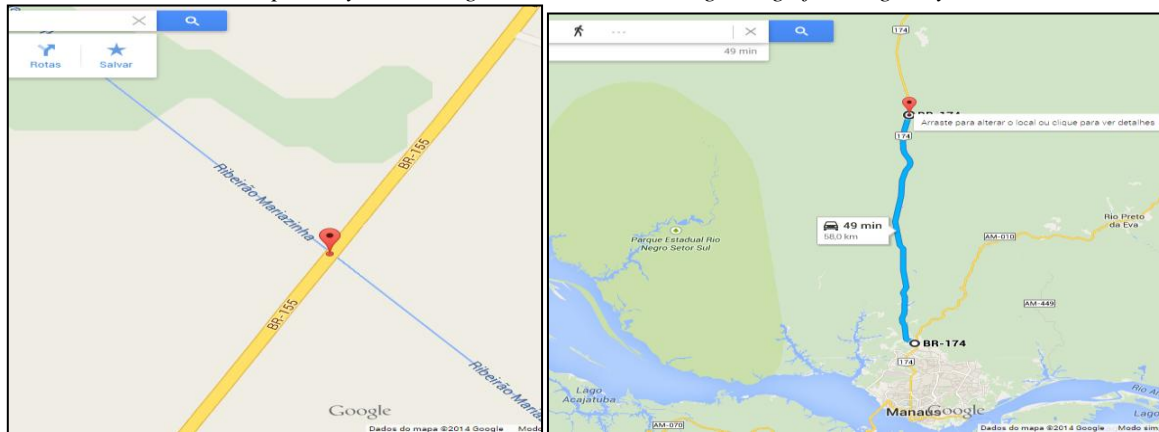 Rotas
Salvar
BR-155
Ribeirão Mariazinha
BR-155
Ribeirão
Google
Dados do mapa ©2014 Google
...
49 min
174
BR-174
Arraste para alterar o local ou clique para ver detalhes
174
49 min
58,0 km
Parque Estadual Rio
Negro Setor Sul
Rio Preto
da Eva
AM-010
AM-449
BR-174
174
Lago
Acajatuba
Manaus
Google
AM-070
Lago
Dados do mapa ©2014 Google
Modo sim